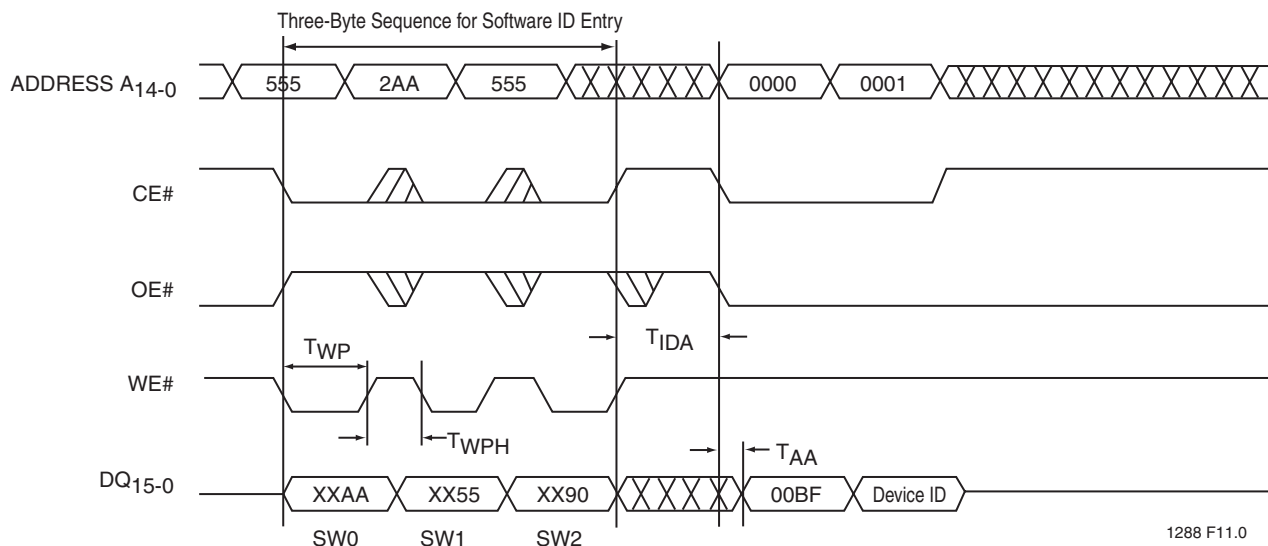 Three-Byte Sequence for Software ID Entry
ADDRESS A14-0
555 2AA 555 0000 0001
CE#
OE#
TIDA
TWP
WE#
TWPH
TAA
DQ15-0
XXAA XX55 XX90 00BF Device ID
SW0 SW1 SW2
1288 F11.0